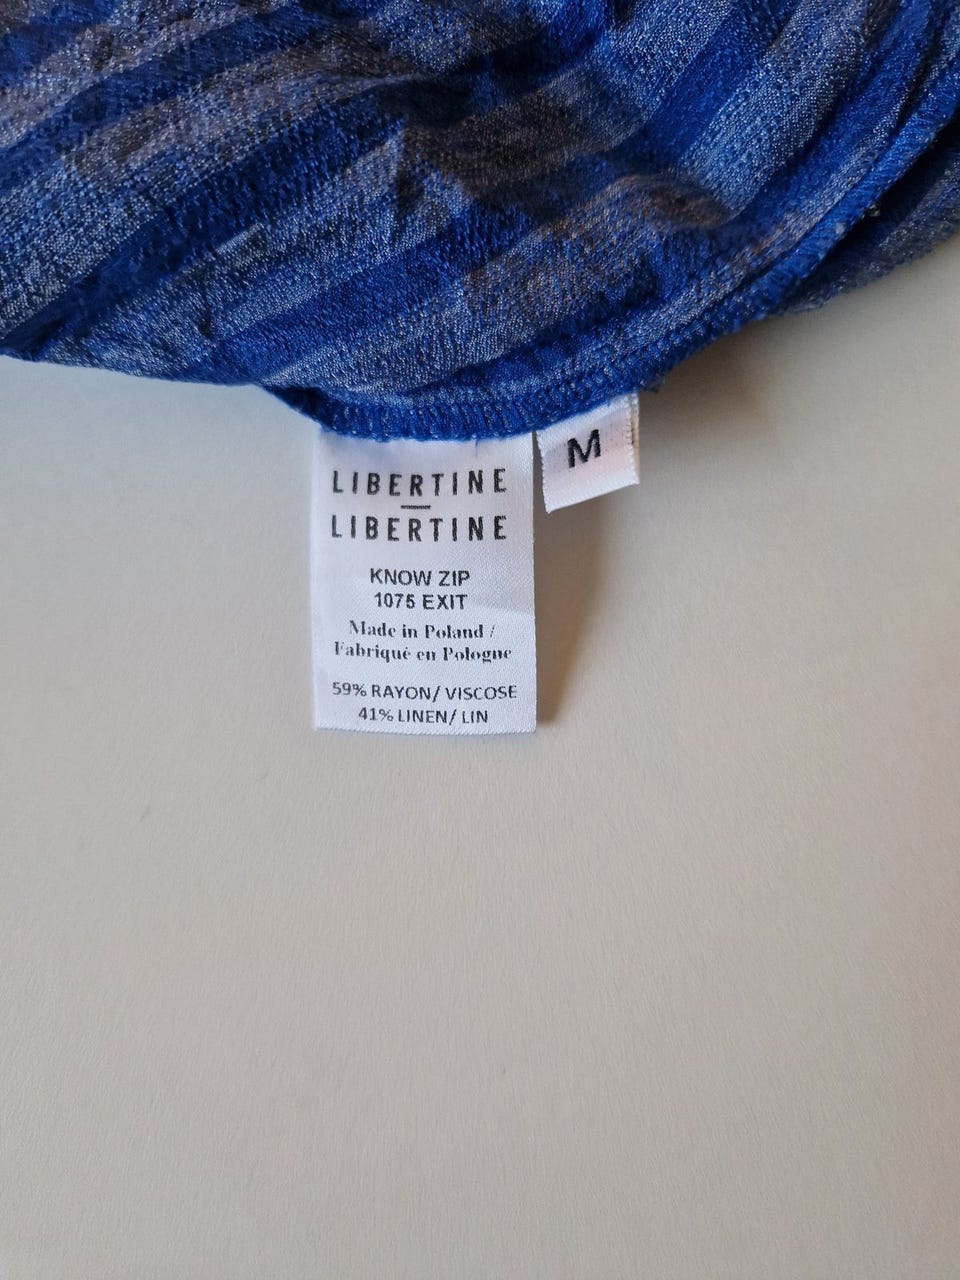 LIBERTINE
LIBERTINE
KNOW ZIP
1075 EXIT
Made in Poland /
Fabriqué en Pologne
59% RAYON/ VISCOSE
41% LINEN/ LIN
M